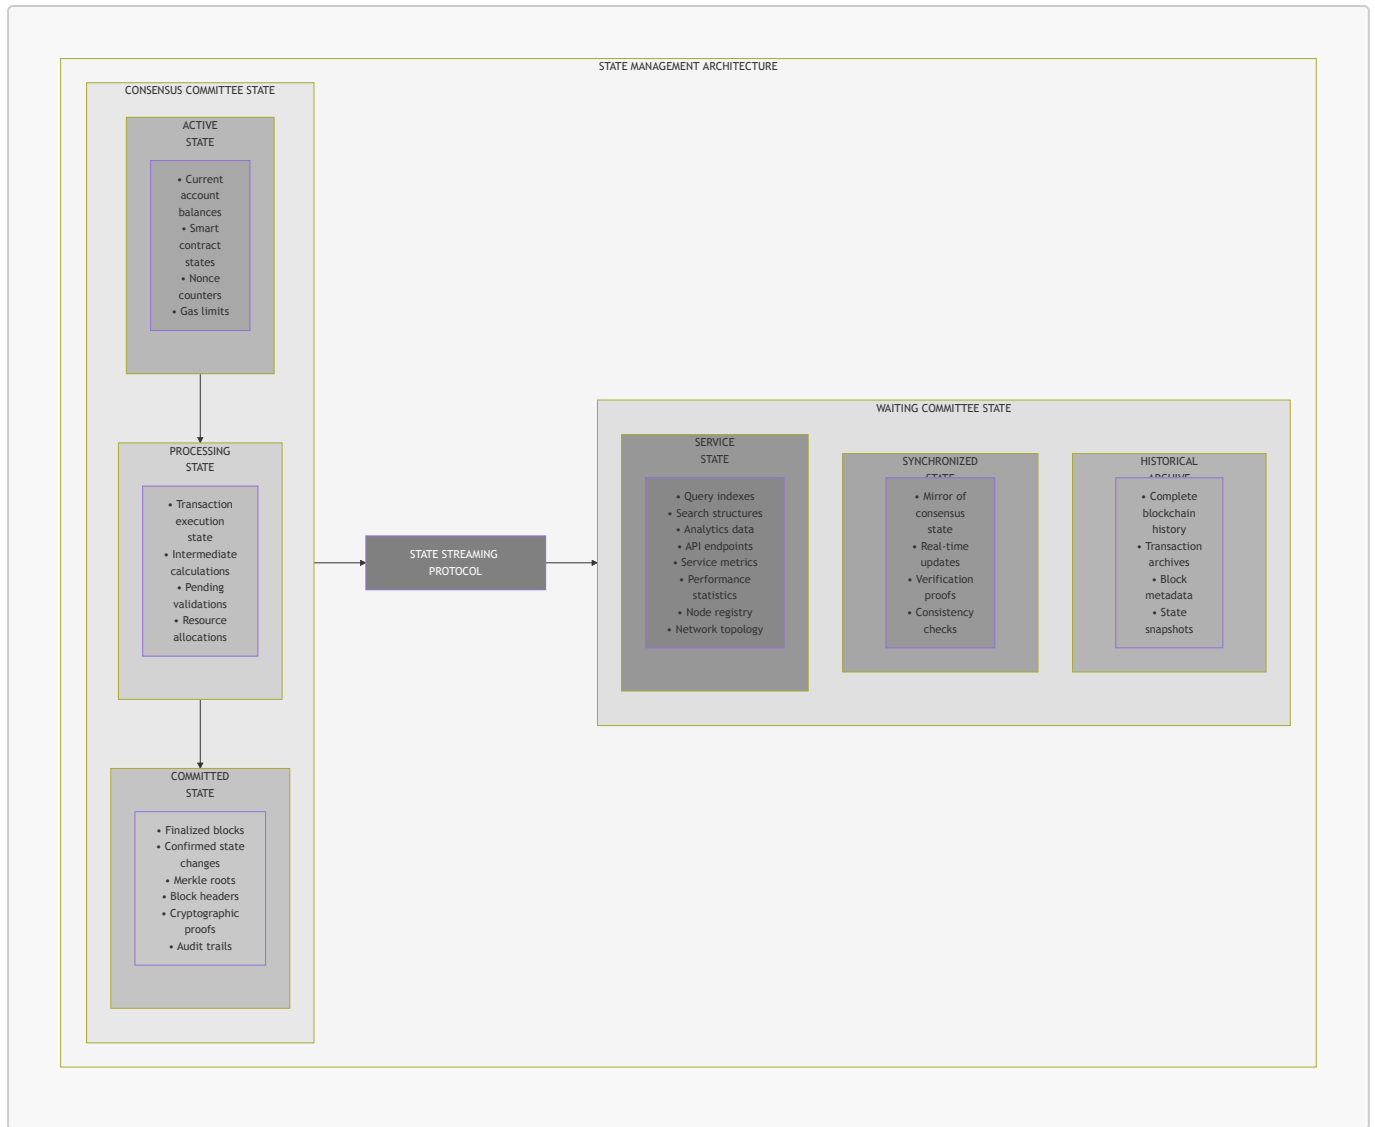 STATE MANAGEMENT ARCHITECTURE
CONSENSUS COMMITTEE STATE
ACTIVE
STATE
• Current
account
balances
• Smart
contract
states
• Nonce
counters
• Gas limits
PROCESSING
STATE
• Transaction
execution
state
• Intermediate
calculations
• Pending
validations
• Resource
allocations
COMMITTED
STATE
• Finalized blocks
• Confirmed state
changes
• Merkle roots
• Block headers
• Cryptographic
proofs
• Audit trails
STATE STREAMING
PROTOCOL
WAITING COMMITTEE STATE
SERVICE
STATE
• Query indexes
• Search structures
• Analytics data
• API endpoints
• Service metrics
• Performance
statistics
• Node registry
• Network topology
SYNCHRONIZED
STATE
• Mirror of
consensus
state
• Real-time
updates
• Verification
proofs
• Consistency
checks
HISTORICAL
ARCHIVE
• Complete
blockchain
history
• Transaction
archives
• Block
metadata
• State
snapshots